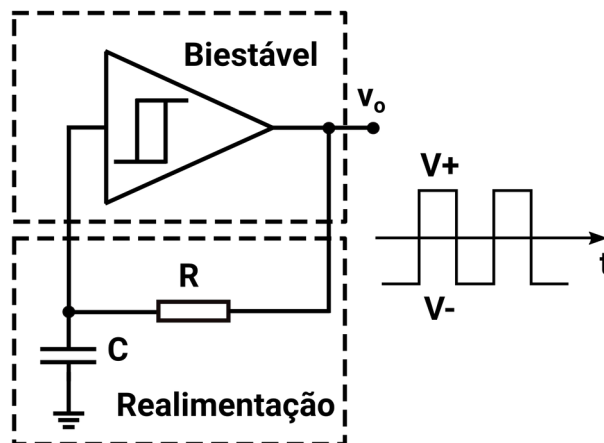 Biestável
vo
V+
t
V-
R
C
Realimentação